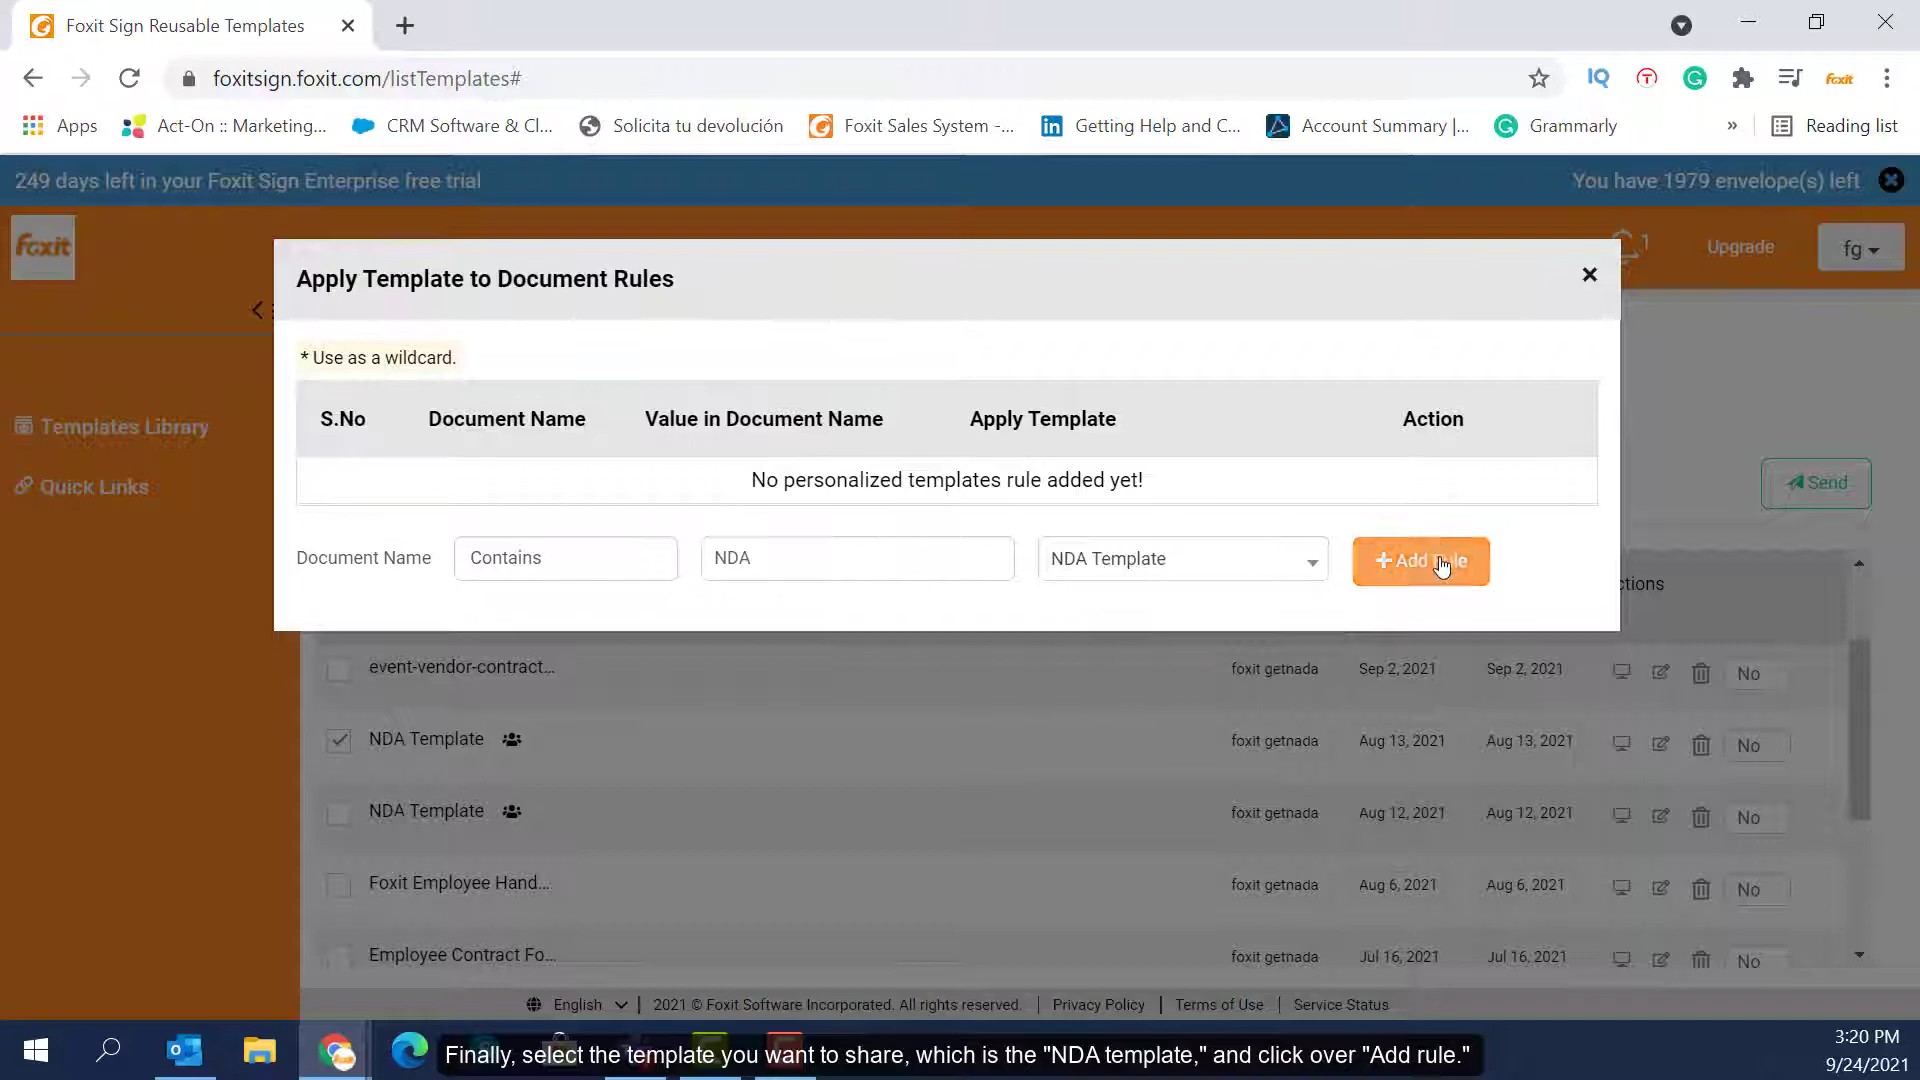 Foxit Sign Reusable Templates
foxitsign.foxit.com/listTemplates#
Apps
Act-On :: Marketing...
CRM Software & Cl...
Solicita tu devolución
Foxit Sales System -...
Getting Help and C...
Account Summary |...
Grammarly
»
Reading list
249 days left in your Foxit Sign Enterprise free trial
You have 1979 envelope(s) left
foxit
1
Upgrade
fg
Apply Template to Document Rules
* Use as a wildcard.
S.No
Document Name
Value in Document Name
Apply Template
Action
No personalized templates rule added yet!
Document Name
Contains
NDA
NDA Template
Templates Library
Quick Links
Send
event-vendor-contract...
foxit getnada
Sep 2, 2021
Sep 2, 2021
No
NDA Template
foxit getnada
Aug 13, 2021
Aug 13, 2021
No
NDA Template
foxit getnada
Aug 12, 2021
Aug 12, 2021
No
Foxit Employee Hand...
foxit getnada
Aug 6, 2021
Aug 6, 2021
No
Employee Contract Fo...
foxit getnada
Jul 16, 2021
Jul 16, 2021
No
English
2021 © Foxit Software Incorporated. All rights reserved.
Privacy Policy
Terms of Use
Service Status
Finally, select the template you want to share, which is the "NDA template," and click over "Add rule."
3:20 PM
9/24/2021